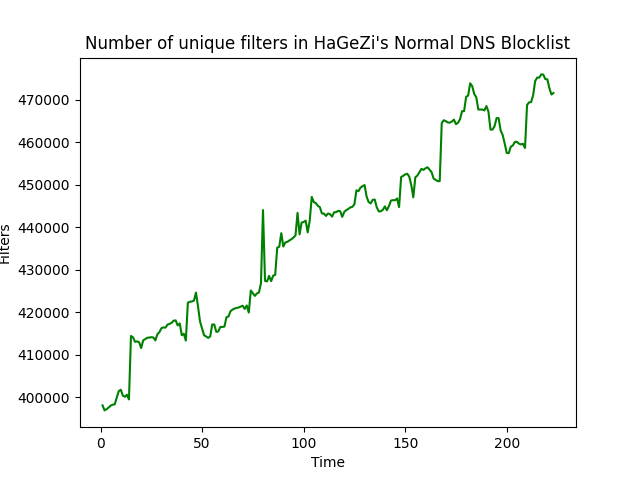 Number of unique filters in HaGeZi's Normal DNS Blocklist
470000
460000
450000
440000
430000
420000
410000
400000
Filters
0 50 100 150 200
Time